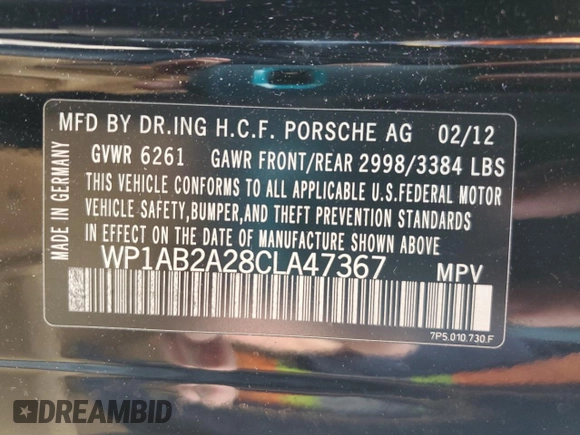 MFD BY DR.ING H.C.F. PORSCHE AG 02/12
GVWR 6261 GAWR FRONT/REAR 2998/3384 LBS
THIS VEHICLE CONFORMS TO ALL APPLICABLE U.S.FEDERAL MOTOR
VEHICLE SAFETY,BUMPER,AND THEFT PREVENTION STANDARDS
IN EFFECT ON THE DATE OF MANUFACTURE SHOWN ABOVE.
WP1AB2A28CLA47367 MPV
MADE IN GERMANY
7P5.010.730.F
DREAMBID